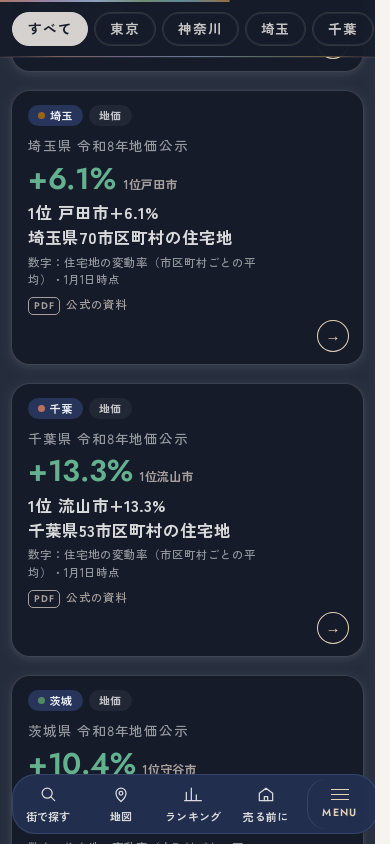 すべて 東京 神奈川 埼玉 千葉
埼玉 地価
埼玉県 令和8年地価公示
+6.1% 1位戸田市
1位 戸田市+6.1%
埼玉県70市区町村の住宅地
数字：住宅地の変動率（市区町村ごとの平
均）・1月1日時点
PDF 公式の資料
→
千葉 地価
千葉県 令和8年地価公示
+13.3% 1位流山市
1位 流山市+13.3%
千葉県53市区町村の住宅地
数字：住宅地の変動率（市区町村ごとの平
均）・1月1日時点
PDF 公式の資料
→
茨城 地価
茨城県 令和8年地価公示
+10.4% 1位守谷市
街で探す 地図 ランキング 売る前に MENU